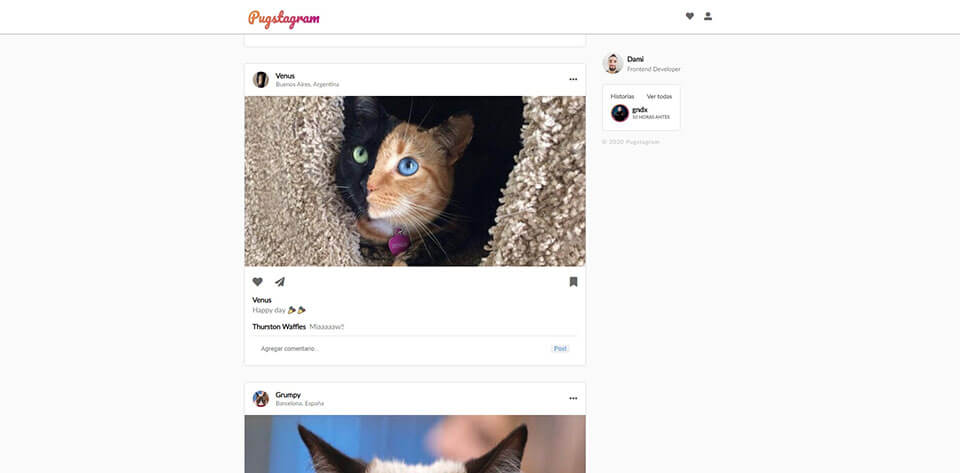 Pugstagram
Venus
Buenos Aires, Argentina
Venus
Happy day 🎉 🎉
Thurston Waffles Miaaaaw!!
Agregar comentario...
Post
Grumpy
Barcelona, España
Dami
Frontend Developer
Historias
Ver todas
gndx
10 HORAS ANTES
© 2020 Pugstagram